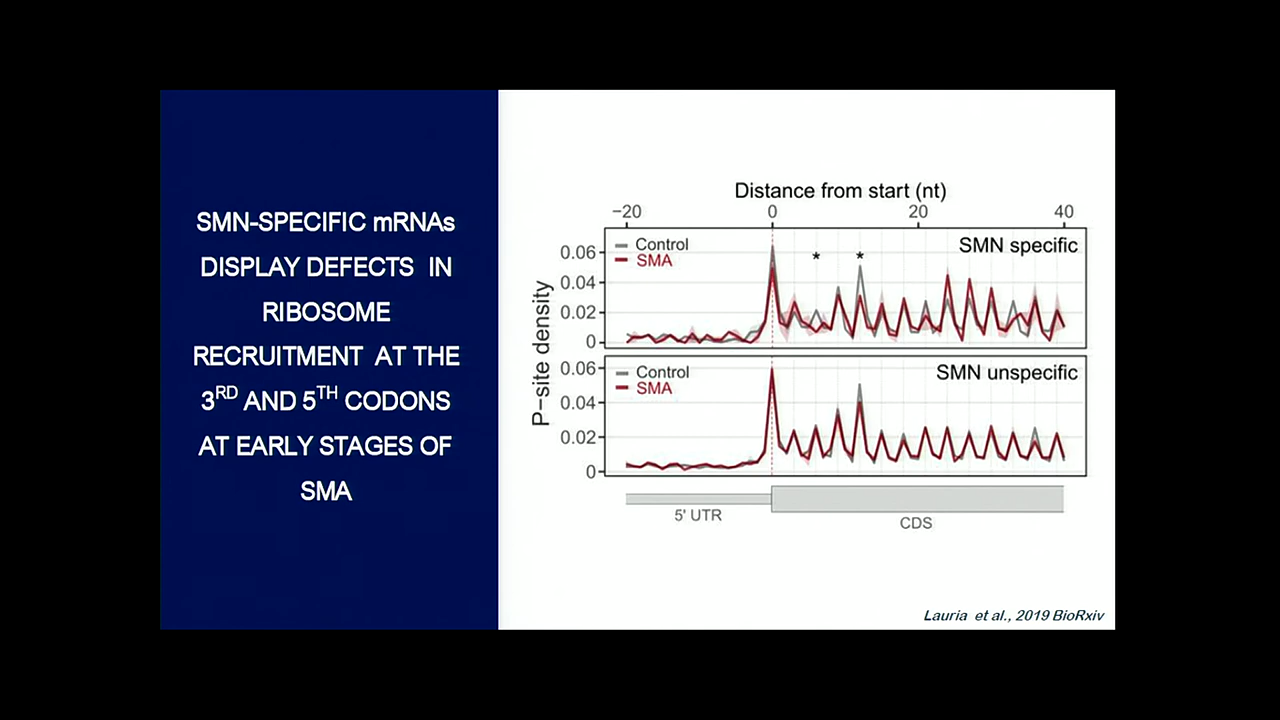 SMN-SPECIFIC mRNAs
DISPLAY DEFECTS IN
RIBOSOME
RECRUITMENT AT THE
3RD AND 5TH CODONS
AT EARLY STAGES OF
SMA
Distance from start (nt)
−20 0 20 40
P−site density
0.06
0.04
0.02
0
Control
SMA
* *
SMN specific
0.06
0.04
0.02
0
Control
SMA
SMN unspecific
5' UTR
CDS
Lauria et al., 2019 BioRxiv